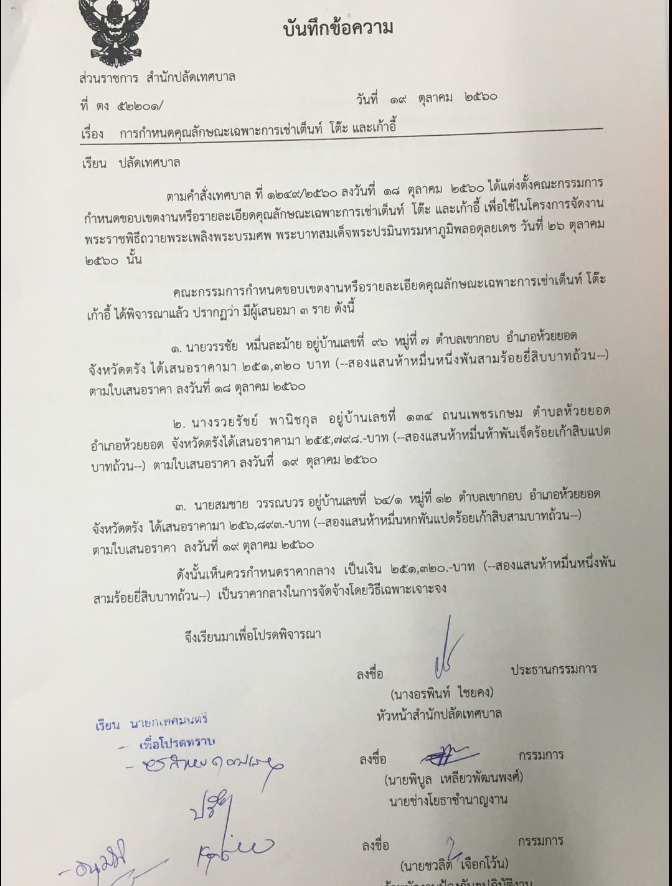 บันทึกข้อความ
ส่วนราชการ สำนักปลัดเทศบาล
ที่ ตง ๕๒๒๐๑/ วันที่ ๑๙ ตุลาคม ๒๕๖๐
เรื่อง การกำหนดคุณลักษณะเฉพาะการเช่าเต็นท์ โต๊ะ และเก้าอี้
เรียน ปลัดเทศบาล
ตามคำสั่งเทศบาล ที่ ๑๒๔๙/๒๕๖๐ ลงวันที่ ๑๘ ตุลาคม ๒๕๖๐ ได้แต่งตั้งคณะกรรมการ
กำหนดขอบเขตงานหรือรายละเอียดคุณลักษณะเฉพาะการเช่าเต็นท์ โต๊ะ และเก้าอี้ เพื่อใช้ในโครงการจัดงาน
พระราชพิธีถวายพระเพลิงพระบรมศพ พระบาทสมเด็จพระปรมินทรมหาภูมิพลอดุลยเดช วันที่ ๒๖ ตุลาคม
๒๕๖๐ นั้น
คณะกรรมการกำหนดขอบเขตงานหรือรายละเอียดคุณลักษณะเฉพาะการเช่าเต็นท์ โต๊ะ
เก้าอี้ ได้พิจารณาแล้ว ปรากฏว่า มีผู้เสนอมา ๓ ราย ดังนี้
๑. นายวรรชัย หมื่นละม้าย อยู่บ้านเลขที่ ๙๖ หมู่ที่ ๗ ตำบลเขากอบ อำเภอห้วยยอด
จังหวัดตรัง ได้เสนอราคามา ๒๕๑,๓๒๐ บาท (--สองแสนห้าหมื่นหนึ่งพันสามร้อยยี่สิบบาทถ้วน--)
ตามใบเสนอราคา ลงวันที่ ๑๘ ตุลาคม ๒๕๖๐
๒. นางรวยรัชย์ พานิชกุล อยู่บ้านเลขที่ ๑๓๔ ถนนเพชรเกษม ตำบลห้วยยอด
อำเภอห้วยยอด จังหวัดตรังได้เสนอราคามา ๒๕๕,๗๙๘.-บาท (--สองแสนห้าหมื่นห้าพันเจ็ดร้อยเก้าสิบแปด
บาทถ้วน--) ตามใบเสนอราคา ลงวันที่ ๑๙ ตุลาคม ๒๕๖๐
๓. นายสมชาย วรรณบวร อยู่บ้านเลขที่ ๖๔/๑ หมู่ที่ ๑๒ ตำบลเขากอบ อำเภอห้วยยอด
จังหวัดตรัง ได้เสนอราคามา ๒๕๖,๘๙๓.-บาท (--สองแสนห้าหมื่นหกพันแปดร้อยเก้าสิบสามบาทถ้วน--)
ตามใบเสนอราคา ลงวันที่ ๑๙ ตุลาคม ๒๕๖๐
ดังนั้นเห็นควรกำหนดราคากลาง เป็นเงิน ๒๕๑,๓๒๐.-บาท (--สองแสนห้าหมื่นหนึ่งพัน
สามร้อยยี่สิบบาทถ้วน--) เป็นราคากลางในการจัดจ้างโดยวิธีเฉพาะเจาะจง
จึงเรียนมาเพื่อโปรดพิจารณา
ลงชื่อ ประธานกรรมการ
(นางอรพินท์ ไชยคง)
หัวหน้าสำนักปลัดเทศบาล
เรียน นายกเทศมนตรี
- เพื่อโปรดทราบ
ลงชื่อ กรรมการ
(นายพิบูล เหลียวพัฒนพงศ์)
นายช่างโยธาชำนาญงาน
ลงชื่อ กรรมการ
(นายชวลิต เจือกโว้น)